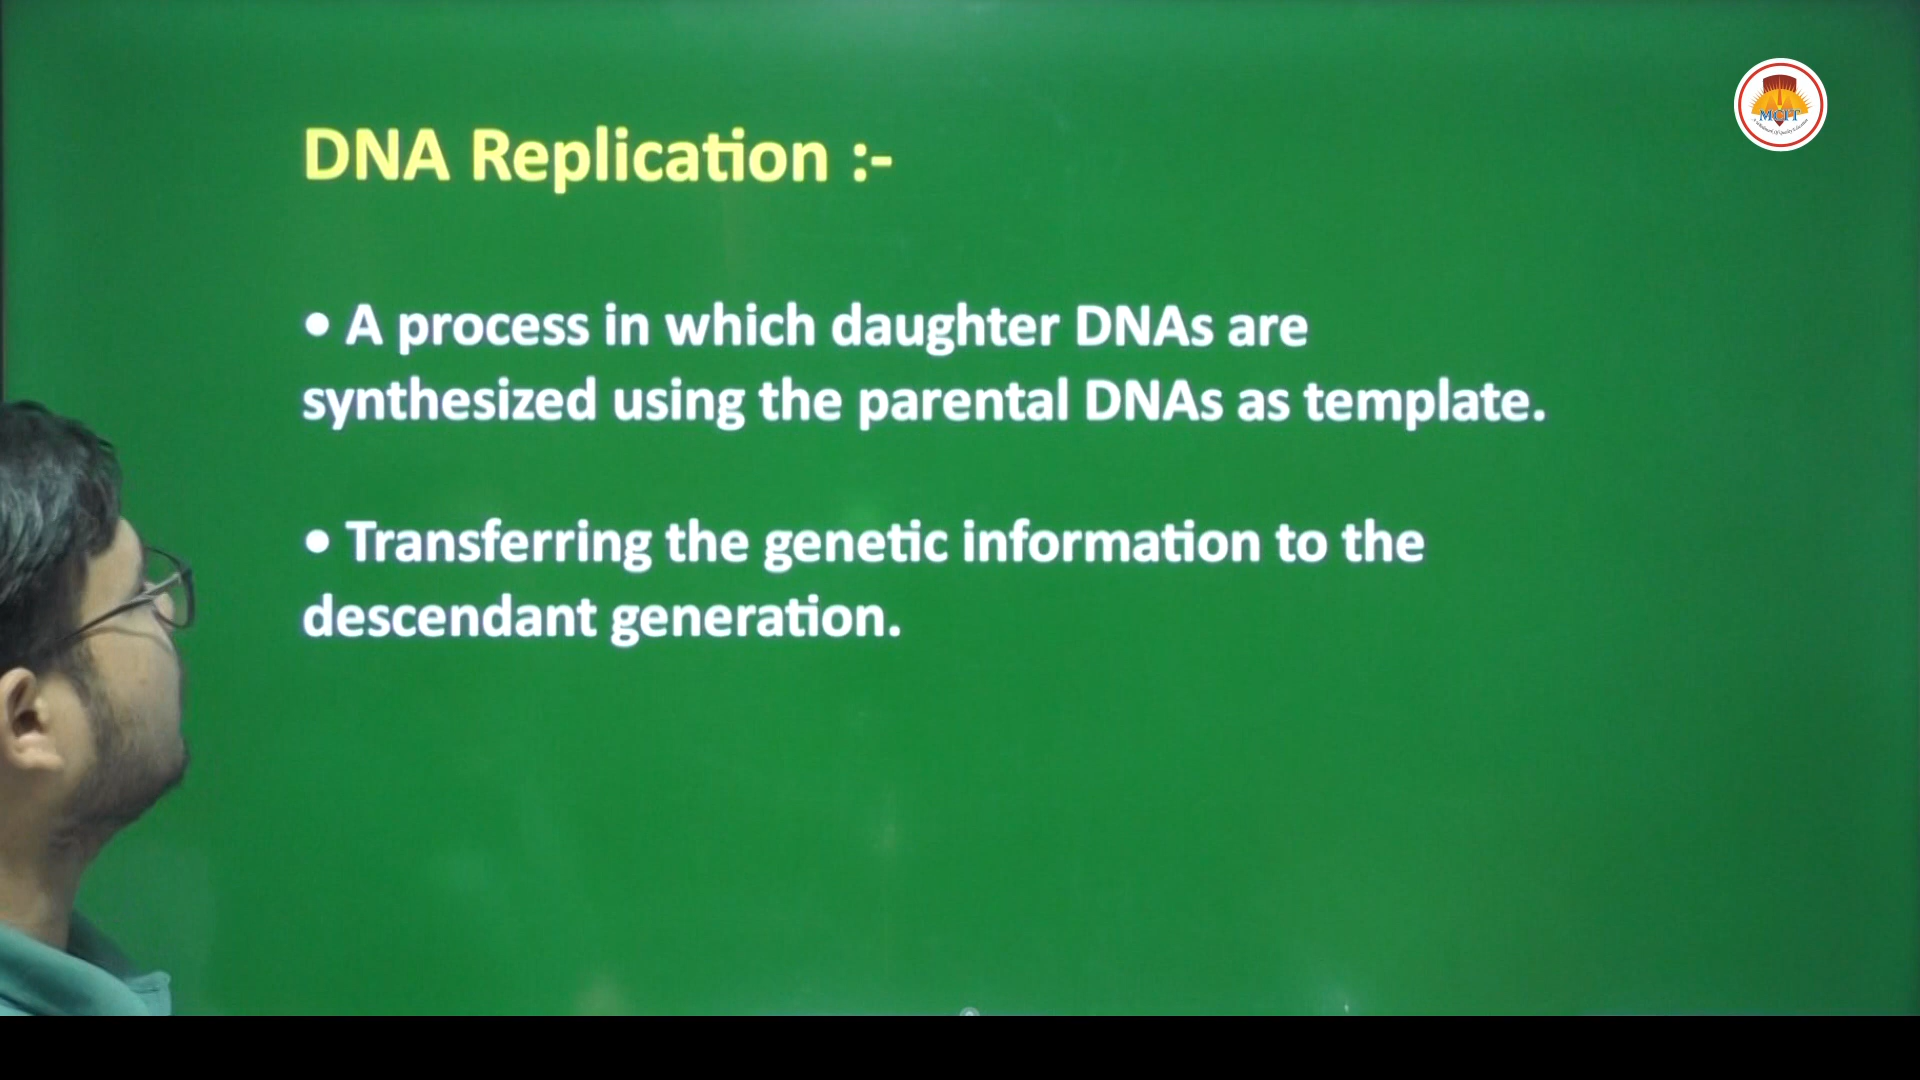 DNA Replication :-
• A process in which daughter DNAs are
synthesized using the parental DNAs as template.
• Transferring the genetic information to the
descendant generation.
MCPT